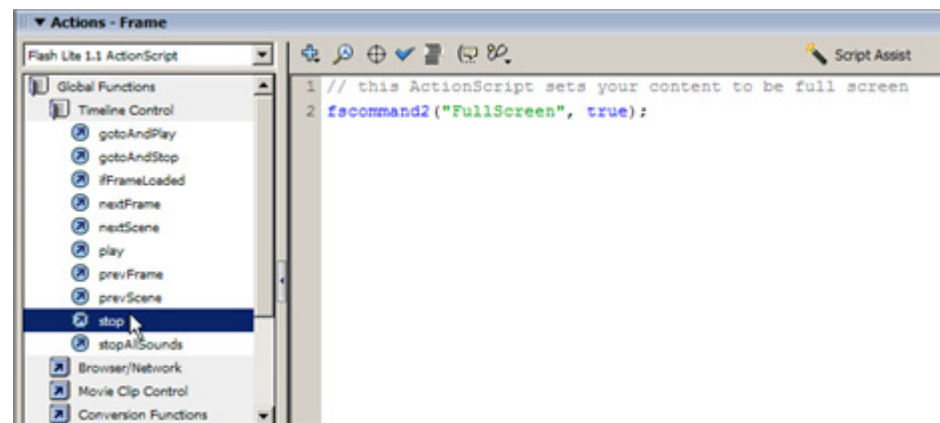 Actions - Frame
Flash Lite 1.1 ActionScript
Script Assist
Global Functions
Timeline Control
gotoAndPlay
gotoAndStop
ifFrameLoaded
nextFrame
nextScene
play
prevFrame
prevScene
stop
stopAllSounds
Browser/Network
Movie Clip Control
Conversion Functions
1 // this ActionScript sets your content to be full screen
2 fscommand2("FullScreen", true);